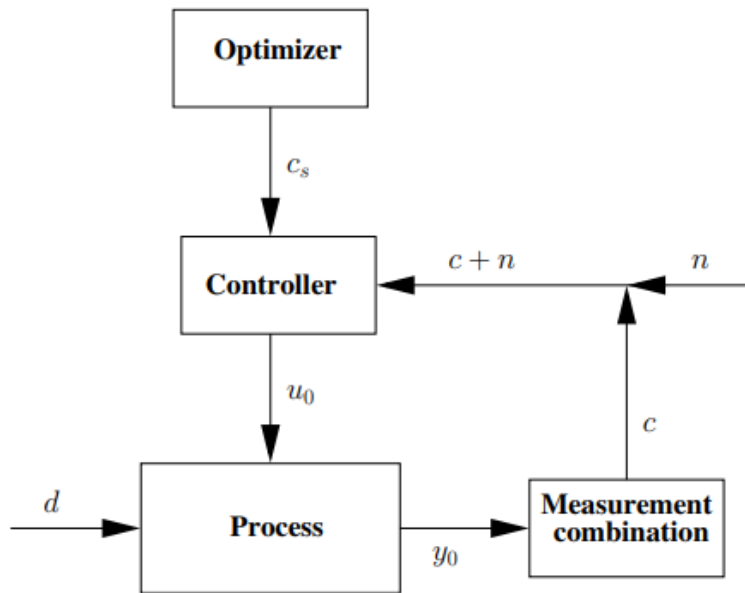 Optimizer
c_s
c + n
n
Controller
u_0
c
d
Process
y_0
Measurement
combination